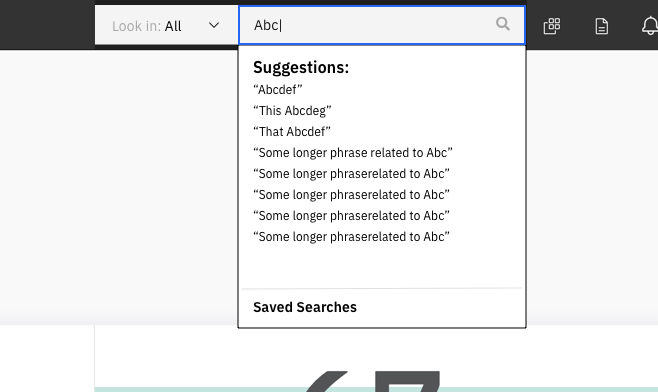 Look in: All
Abc
Suggestions:
“Abcdef”
“This Abcdeg”
“That Abcdef”
“Some longer phrase related to Abc”
“Some longer phraserelated to Abc”
“Some longer phraserelated to Abc”
“Some longer phraserelated to Abc”
“Some longer phraserelated to Abc”
Saved Searches
67